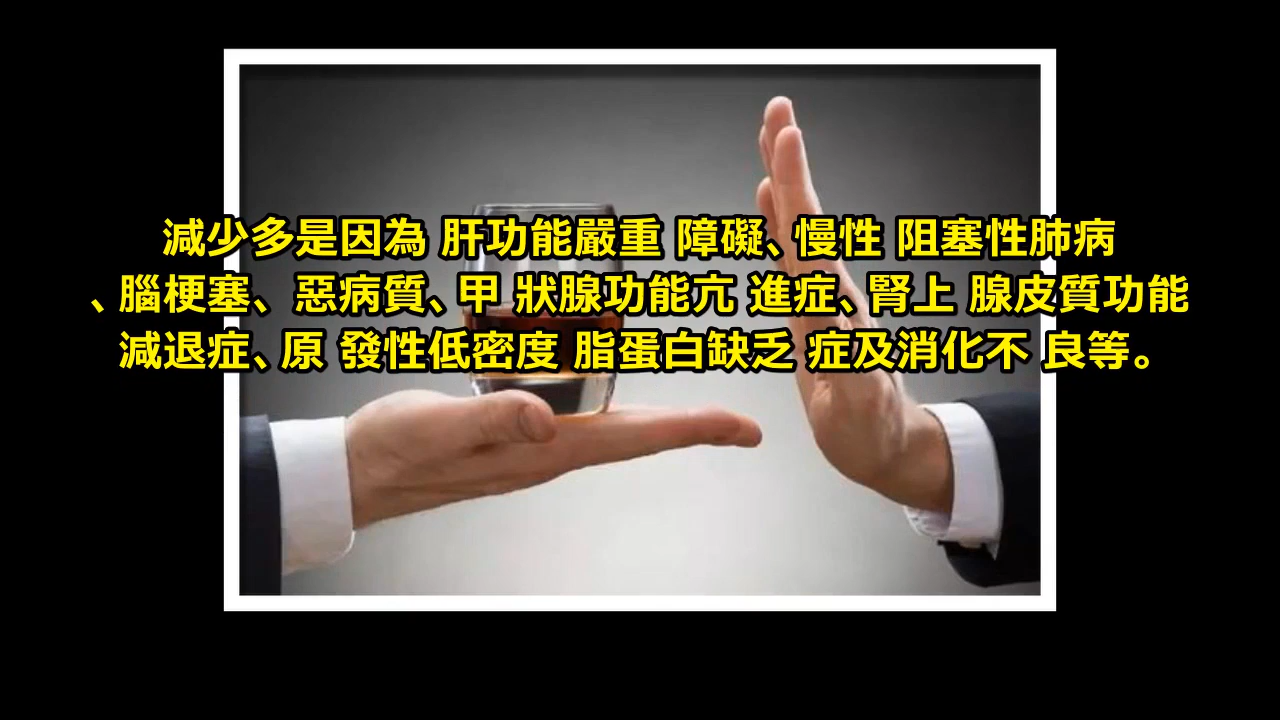 減少多是因為 肝功能嚴重 障礙、慢性 阻塞性肺病
、腦梗塞、惡病質、甲 狀腺功能亢 進症、腎上 腺皮質功能
減退症、原 發性低密度 脂蛋白缺乏 症及消化不 良等。